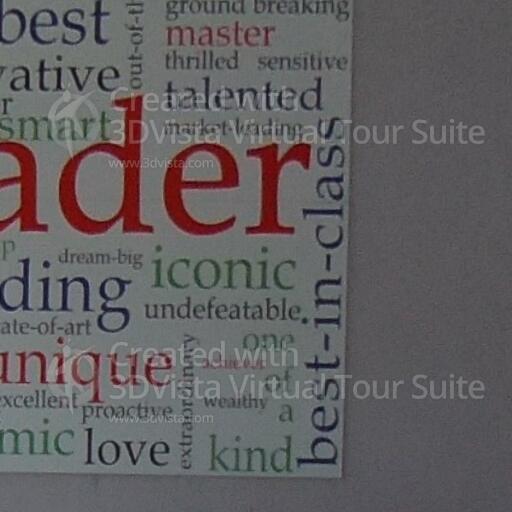 best
out-of-th
ground breaking
master
thrilled sensitive
vative
talented
r
smart
market-leading
ader
best-in-class
p
dream-big
iconic
ding
undefeatable.
ate-of-art
one
unique
of
excellent
proactive
extraordinary
wealthy
a
mic
love
kind
Created with
3DVista Virtual Tour Suite
www.3dvista.com
Created with
3DVista Virtual Tour Suite
www.3dvista.com